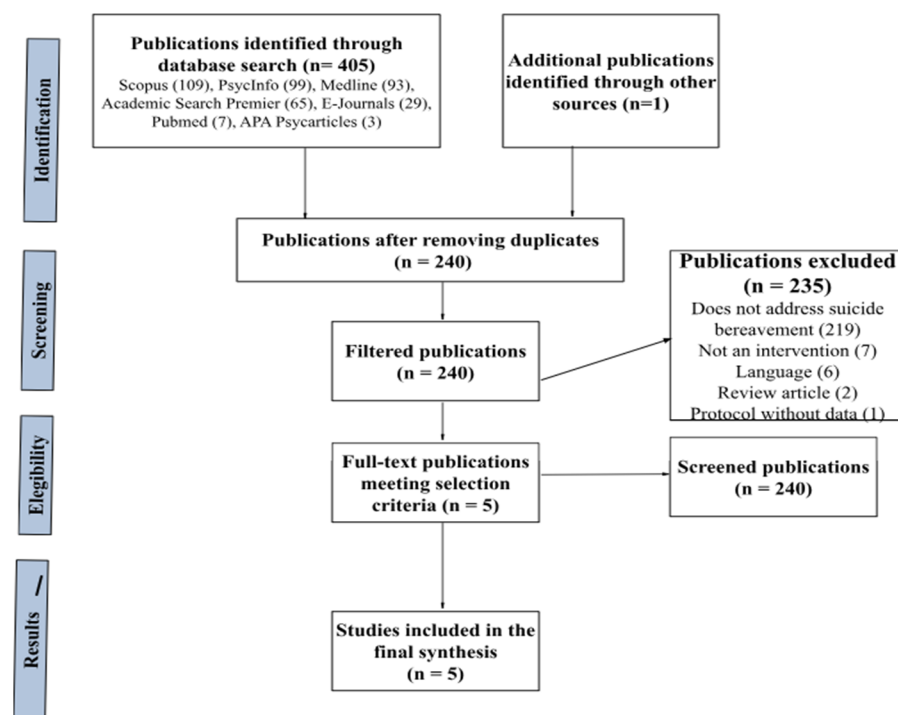 Identification
Publications identified through
database search (n= 405)
Scopus (109), PsycInfo (99), Medline (93),
Academic Search Premier (65), E-Journals (29),
Pubmed (7), APA Psycarticles (3)
Additional publications
identified through other
sources (n=1)
Publications after removing duplicates
(n = 240)
Screening
Filtered publications
(n = 240)
Publications excluded
(n = 235)
Does not address suicide
bereavement (219)
Not an intervention (7)
Language (6)
Review article (2)
Protocol without data (1)
Elegibility
Full-text publications
meeting selection
criteria (n = 5)
Screened publications
(n = 240)
Results /
Studies included in the
final synthesis
(n = 5)